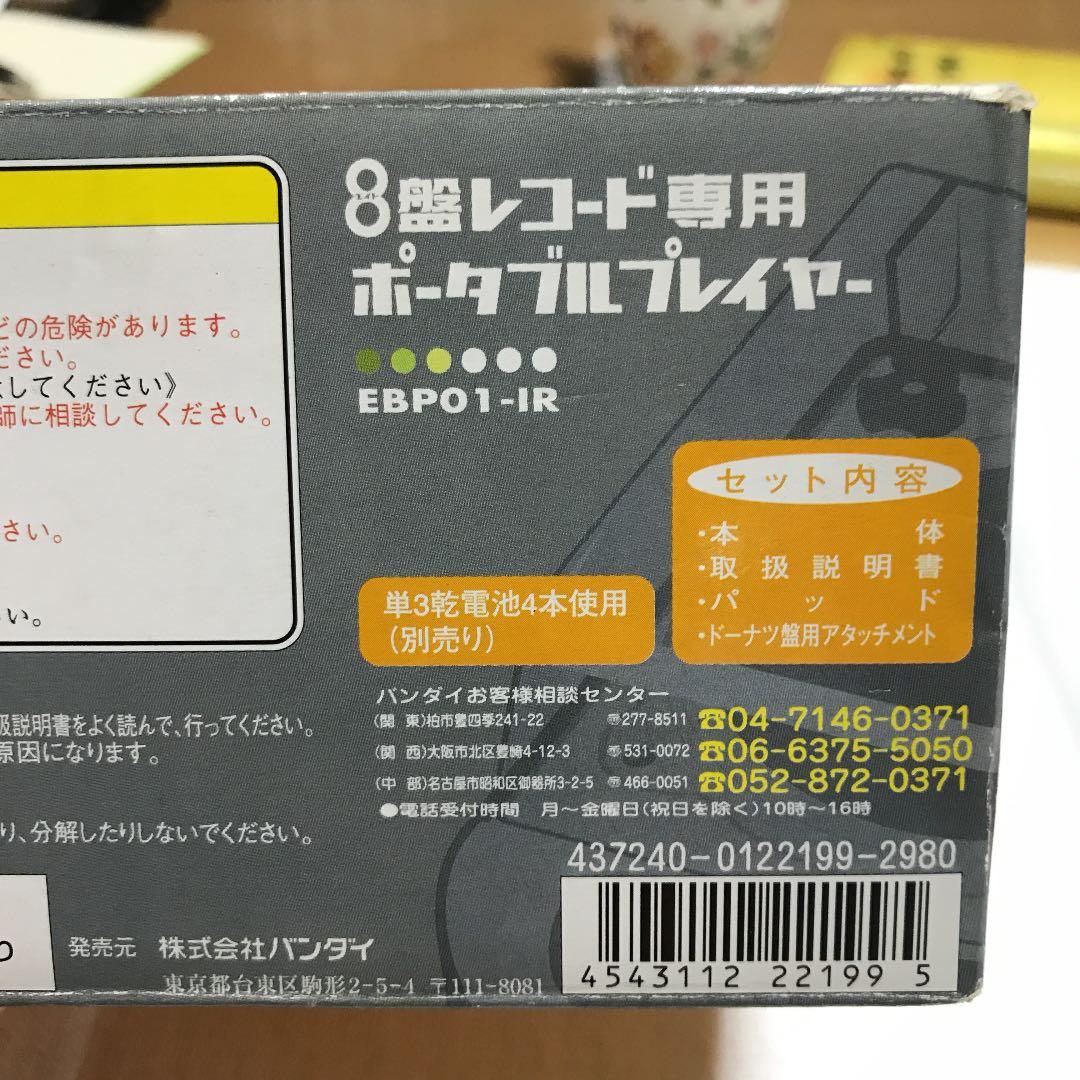 8盤レコード専用
エイト
ポータブルプレイヤー
EBP01-IR
どの危険があります。
ださい。
してください》
師に相談してください。
さい。
い。
セット内容
・本体
・取扱説明書
・パッド
・ドーナツ盤用アタッチメント
単3乾電池4本使用
(別売り)
扱説明書をよく読んで、行ってください。
原因になります。
り、分解したりしないでください。
バンダイお客様相談センター
(関 東)柏市豊四季241-22 〒277-8511 ☎04-7146-0371
(関 西)大阪市北区豊崎4-12-3 〒531-0072 ☎06-6375-5050
(中 部)名古屋市昭和区御器所3-2-5 〒466-0051 ☎052-872-0371
●電話受付時間 月〜金曜日(祝日を除く)10時〜16時
437240-0122199-2980
4543112 221995
発売元 株式会社バンダイ
東京都台東区駒形2-5-4 〒111-8081